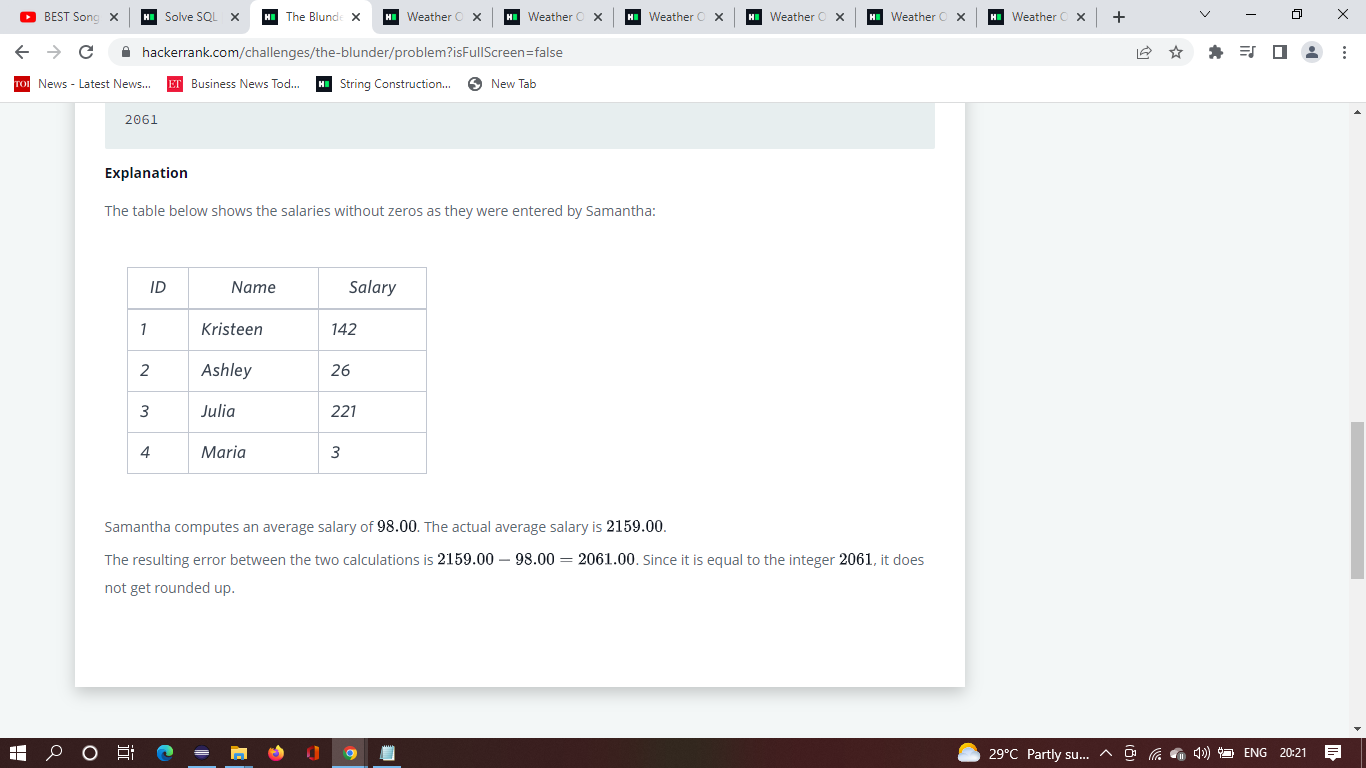 BEST Song
Solve SQL
The Blunde
Weather O
Weather O
Weather O
Weather O
Weather O
Weather O
hackerrank.com/challenges/the-blunder/problem?isFullScreen=false
TOI News - Latest News...
ET Business News Tod...
String Construction...
New Tab
2061
Explanation
The table below shows the salaries without zeros as they were entered by Samantha:
ID Name Salary
1 Kristeen 142
2 Ashley 26
3 Julia 221
4 Maria 3
Samantha computes an average salary of 98.00. The actual average salary is 2159.00.
The resulting error between the two calculations is 2159.00 − 98.00 = 2061.00. Since it is equal to the integer 2061, it does
not get rounded up.
29°C Partly su... ENG 20:21